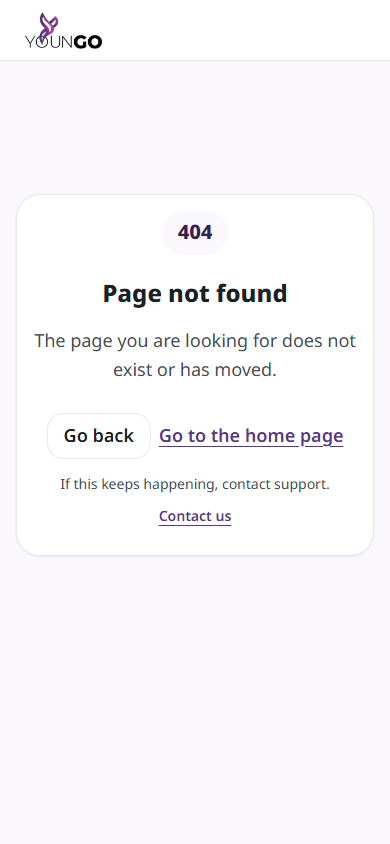 YOUNGO
404
Page not found
The page you are looking for does not
exist or has moved.
Go back
Go to the home page
If this keeps happening, contact support.
Contact us